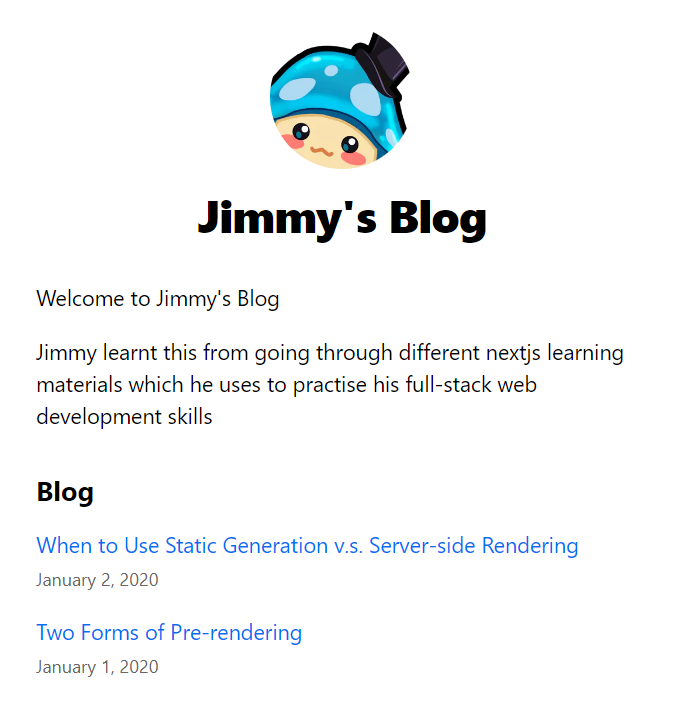 Jimmy's Blog
Welcome to Jimmy's Blog
Jimmy learnt this from going through different nextjs learning
materials which he uses to practise his full-stack web
development skills
Blog
When to Use Static Generation v.s. Server-side Rendering
January 2, 2020
Two Forms of Pre-rendering
January 1, 2020